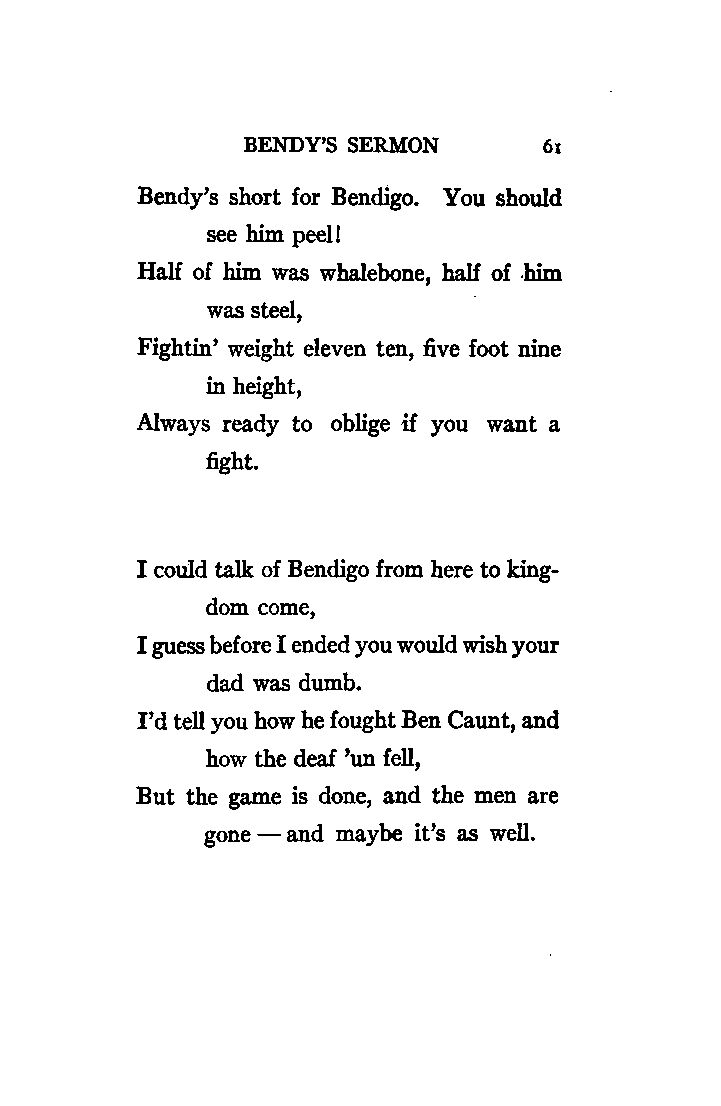 BENDY'S SERMON 61
Bendy's short for Bendigo. You should
see him peel!
Half of him was whalebone, half of him
was steel,
Fightin' weight eleven ten, five foot nine
in height,
Always ready to oblige if you want a
fight.
I could talk of Bendigo from here to king-
dom come,
I guess before I ended you would wish your
dad was dumb.
I'd tell you how he fought Ben Caunt, and
how the deaf 'un fell,
But the game is done, and the men are
gone — and maybe it's as well.